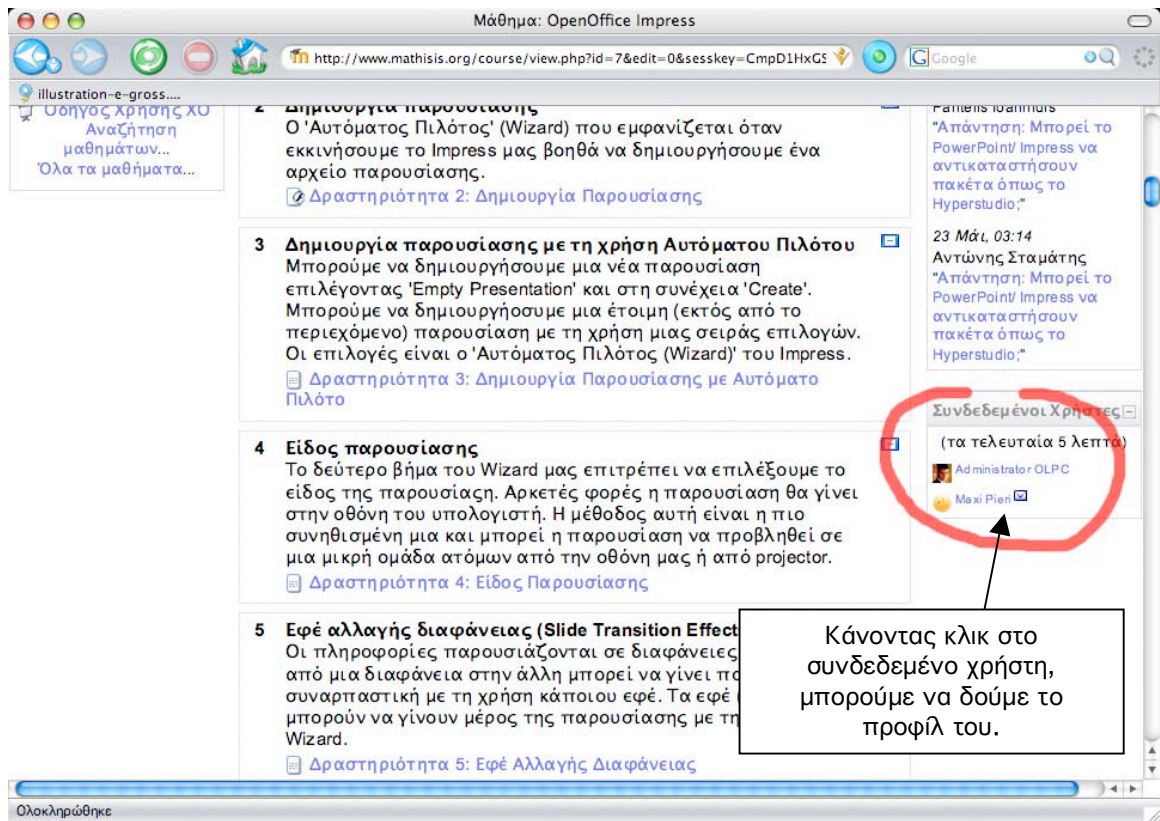 Μάθημα: OpenOffice Impress
http://www.mathisis.org/course/view.php?id=7&edit=0&sesskey=CmpD1HxGS
Google
illustration-e-gross....
Οδηγός Χρήσης ΧΟ
Αναζήτηση
μαθημάτων...
Όλα τα μαθήματα...
2 Δημιουργία παρουσίασης
Ο 'Αυτόματος Πιλότος' (Wizard) που εμφανίζεται όταν
εκκινήσουμε το Impress μας βοηθά να δημιουργήσουμε ένα
αρχείο παρουσίασης.
Δραστηριότητα 2: Δημιουργία Παρουσίασης
3 Δημιουργία παρουσίασης με τη χρήση Αυτόματου Πιλότου
Μπορούμε να δημιουργήσουμε μια νέα παρουσίαση
επιλέγοντας 'Empty Presentation' και στη συνέχεια 'Create'.
Μπορούμε να δημιουργήοσυμε μια έτοιμη (εκτός από το
περιεχόμενο) παρουσίαση με τη χρήση μιας σειράς επιλογών.
Οι επιλογές είναι ο 'Αυτόματος Πιλότος (Wizard)' του Impress.
Δραστηριότητα 3: Δημιουργία Παρουσίασης με Αυτόματο
Πιλότο
4 Είδος παρουσίασης
Το δεύτερο βήμα του Wizard μας επιτρέπει να επιλέξουμε το
είδος της παρουσίαςη. Αρκετές φορές η παρουσίαση θα γίνει
στην οθόνη του υπολογιστή. Η μέθοδος αυτή είναι η πιο
συνηθισμένη μια και μπορεί η παρουσίαση να προβληθεί σε
μια μικρή ομάδα ατόμων από την οθόνη μας ή από projector.
Δραστηριότητα 4: Είδος Παρουσίασης
5 Εφέ αλλαγής διαφάνειας (Slide Transition Effect
Οι πληροφορίες παρουσιάζονται σε διαφάνειες
από μια διαφάνεια στην άλλη μπορεί να γίνει
συναρπαστική με τη χρήση κάποιου εφέ. Τα εφέ
μπορούν να γίνουν μέρος της παρουσίασης με τη
Wizard.
Δραστηριότητα 5: Εφέ Αλλαγής Διαφάνειας
Pantelis Ioannidis
"Απάντηση: Μπορεί το
PowerPoint/ Impress να
αντικαταστήσουν
πακέτα όπως το
Hyperstudio;"
23 Μάι, 03:14
Αντώνης Σταμάτης
"Απάντηση: Μπορεί το
PowerPoint/ Impress να
αντικαταστήσουν
πακέτα όπως το
Hyperstudio;"
Συνδεδεμένοι Χρήστες
(τα τελευταία 5 λεπτά)
Administrator OLPC
Maxi Pieri
Κάνοντας κλικ στο
συνδεδεμένο χρήστη,
μπορούμε να δούμε το
προφίλ του.
Ολοκληρώθηκε